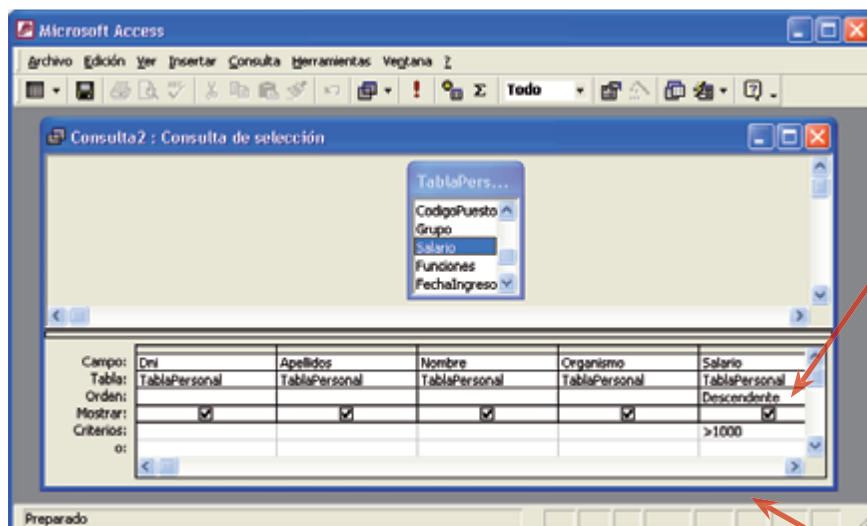 Microsoft Access
Archivo Edición Ver Insertar Consulta Herramientas Ventana ?
Todo
Consulta2 : Consulta de selección
TablaPers...
CodigoPuesto
Grupo
Salario
Funciones
FechaIngreso
Campo: Dni Apellidos Nombre Organismo Salario
Tabla: TablaPersonal TablaPersonal TablaPersonal TablaPersonal TablaPersonal
Orden: Descendente
Mostrar:
Criterios: >1000
o:
Preparado